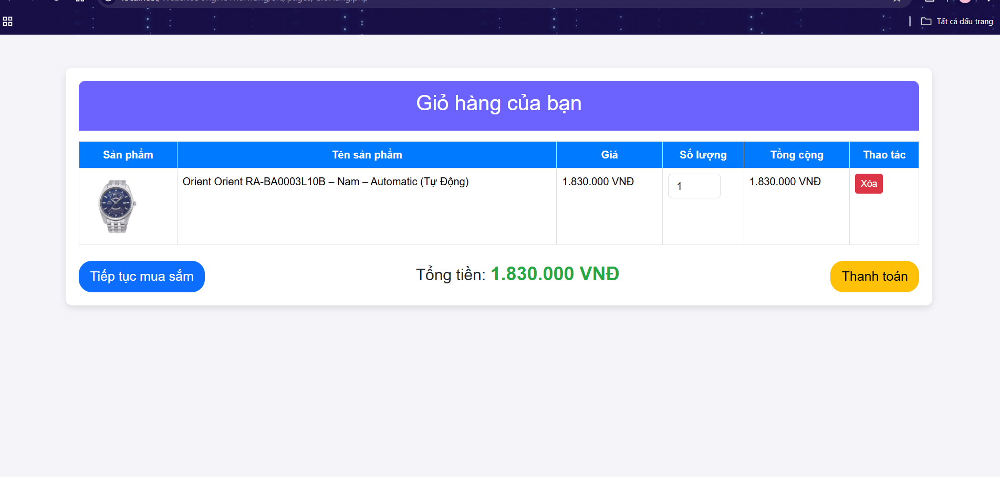 Tất cả dấu trang
Giỏ hàng của bạn
Sản phẩm Tên sản phẩm Giá Số lượng Tổng cộng Thao tác
Orient Orient RA-BA0003L10B – Nam – Automatic (Tự Động) 1.830.000 VNĐ 1 1.830.000 VNĐ Xóa
Tiếp tục mua sắm Tổng tiền: 1.830.000 VNĐ Thanh toán